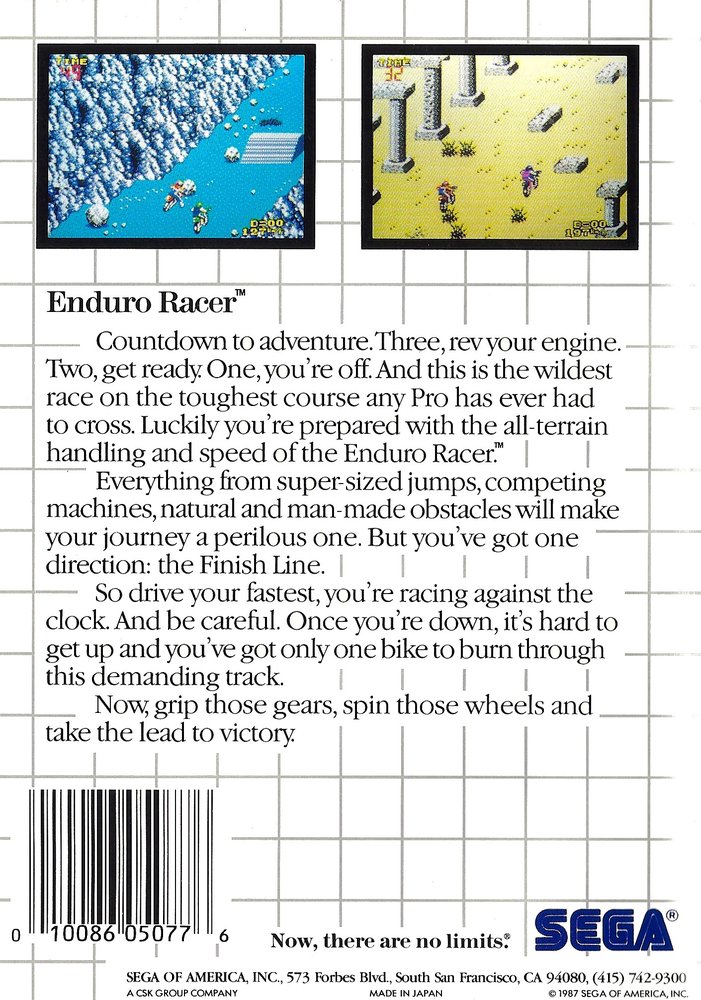 TIME
TIME
32
D=00
D=00
Enduro Racer™
Countdown to adventure. Three, rev your engine.
Two, get ready. One, you're off. And this is the wildest
race on the toughest course any Pro has ever had
to cross. Luckily you're prepared with the all-terrain
handling and speed of the Enduro Racer.™
Everything from super-sized jumps, competing
machines, natural and man-made obstacles will make
your journey a perilous one. But you've got one
direction: the Finish Line.
So drive your fastest, you're racing against the
clock. And be careful. Once you're down, it's hard to
get up and you've got only one bike to burn through
this demanding track.
Now, grip those gears, spin those wheels and
take the lead to victory.
0 10086 05077 6
Now, there are no limits.®
SEGA®
SEGA OF AMERICA, INC., 573 Forbes Blvd., South San Francisco, CA 94080, (415) 742-9300
A CSK GROUP COMPANY MADE IN JAPAN ©1987 SEGA OF AMERICA, INC.